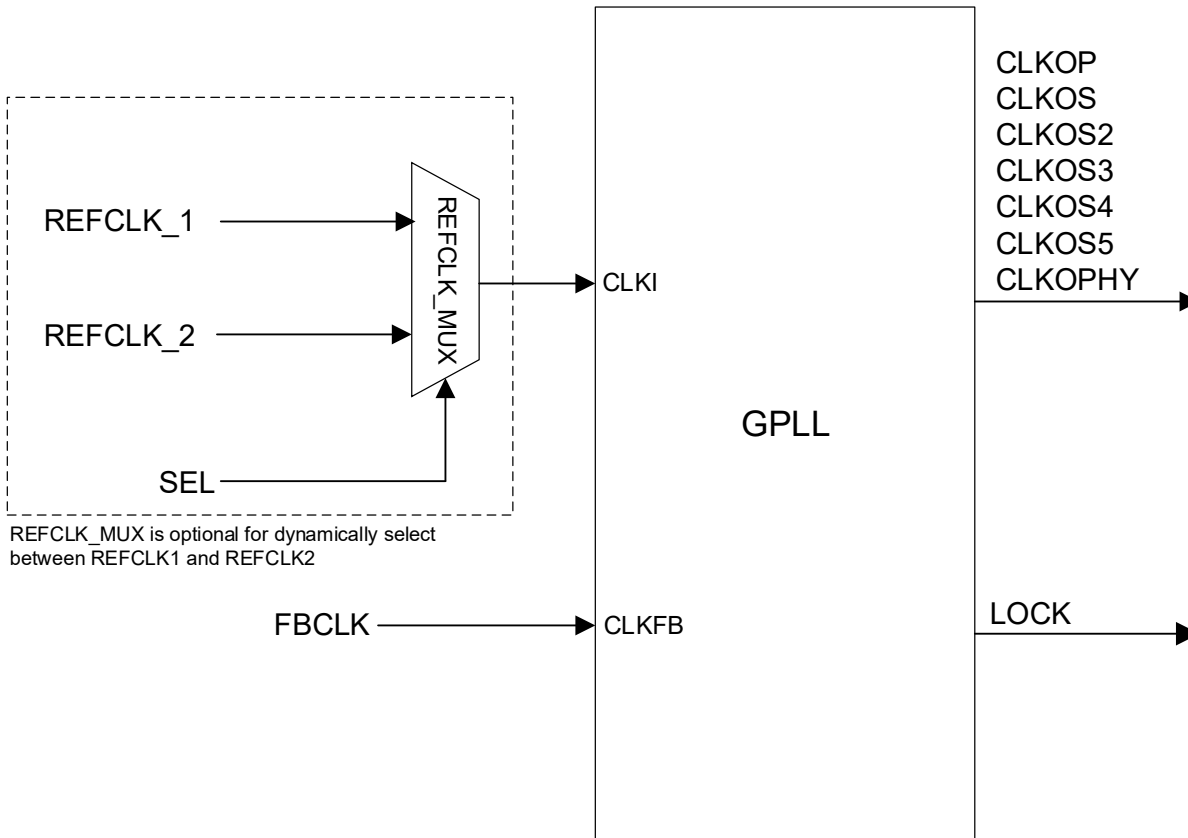 CLKOP
CLKOS
CLKOS2
CLKOS3
CLKOS4
CLKOS5
CLKOPHY
REFCLK_1
REFCLK_MUX
CLKI
REFCLK_2
GPLL
SEL
REFCLK_MUX is optional for dynamically select
between REFCLK1 and REFCLK2
FBCLK
CLKFB
LOCK